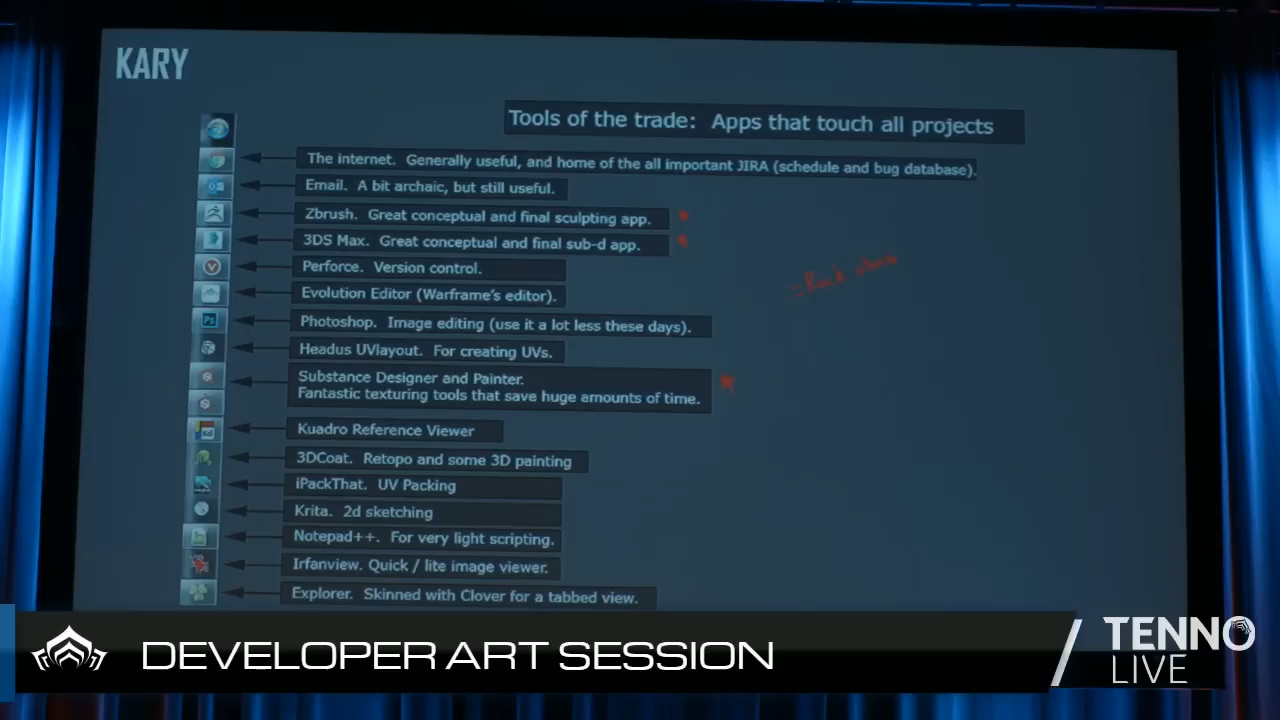 KARY
Tools of the trade: Apps that touch all projects
The internet. Generally useful, and home of the all important JIRA (schedule and bug database).
Email. A bit archaic, but still useful.
Zbrush. Great conceptual and final sculpting app.
3DS Max. Great conceptual and final sub-d app.
Perforce. Version control.
= Rock stars
Evolution Editor (Warframe's editor).
Ps
Photoshop. Image editing (use it a lot less these days).
Headus UVlayout. For creating UVs.
Substance Designer and Painter.
Fantastic texturing tools that save huge amounts of time.
Kuadro Reference Viewer
3DCoat. Retopo and some 3D painting
iPackThat. UV Packing
Krita. 2d sketching
Notepad++. For very light scripting.
Irfanview. Quick / lite image viewer.
Explorer. Skinned with Clover for a tabbed view.
DEVELOPER ART SESSION
TENNO
LIVE